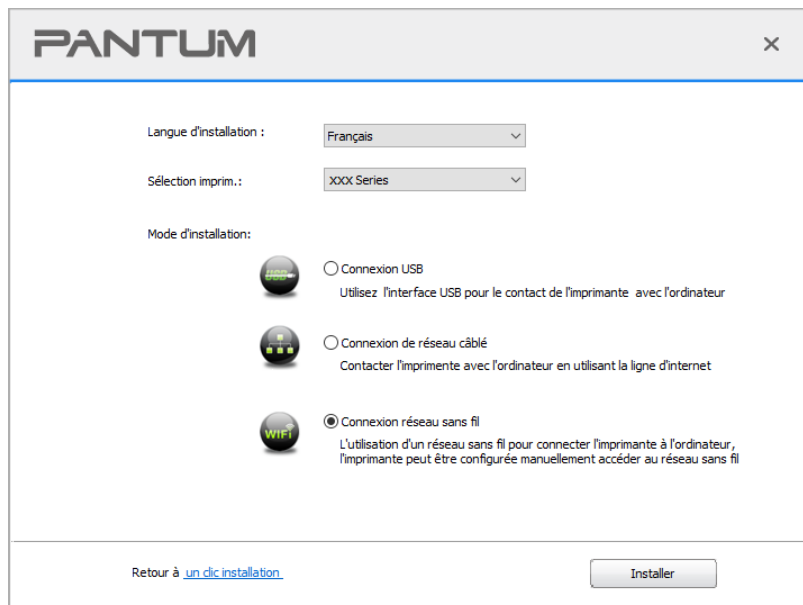 PANTUM
Langue d'installation :
Français
Sélection imprim.:
XXX Series
Mode d'installation:
USB
Connexion USB
Utilisez l'interface USB pour le contact de l'imprimante avec l'ordinateur
Connexion de réseau câblé
Contacter l'imprimente avec l'ordinateur en utilisant la ligne d'internet
WIFI
Connexion réseau sans fil
L'utilisation d'un réseau sans fil pour connecter l'imprimante à l'ordinateur,
l'imprimante peut être configurée manuellement accéder au réseau sans fil
Retour à un clic installation
Installer